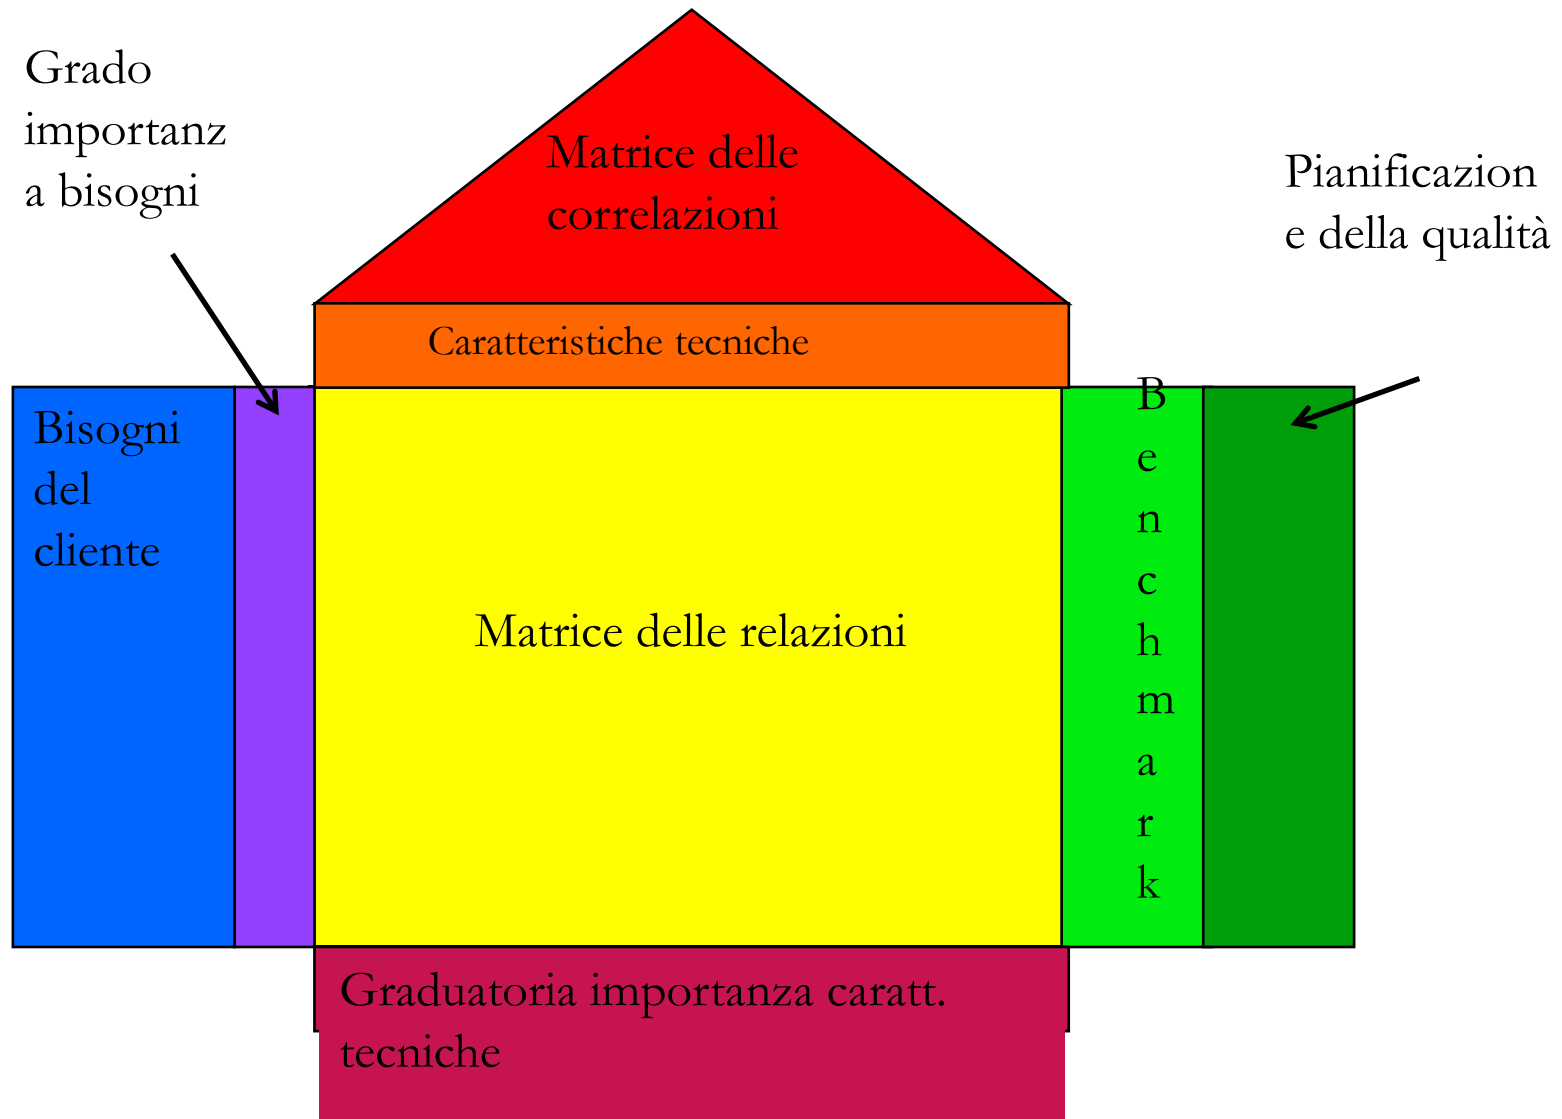 Grado
importanz
a bisogni
Matrice delle
correlazioni
Pianificazion
e della qualità
Caratteristiche tecniche
Bisogni
del
cliente
Matrice delle relazioni
B
e
n
c
h
m
a
r
k
Graduatoria importanza caratt.
tecniche